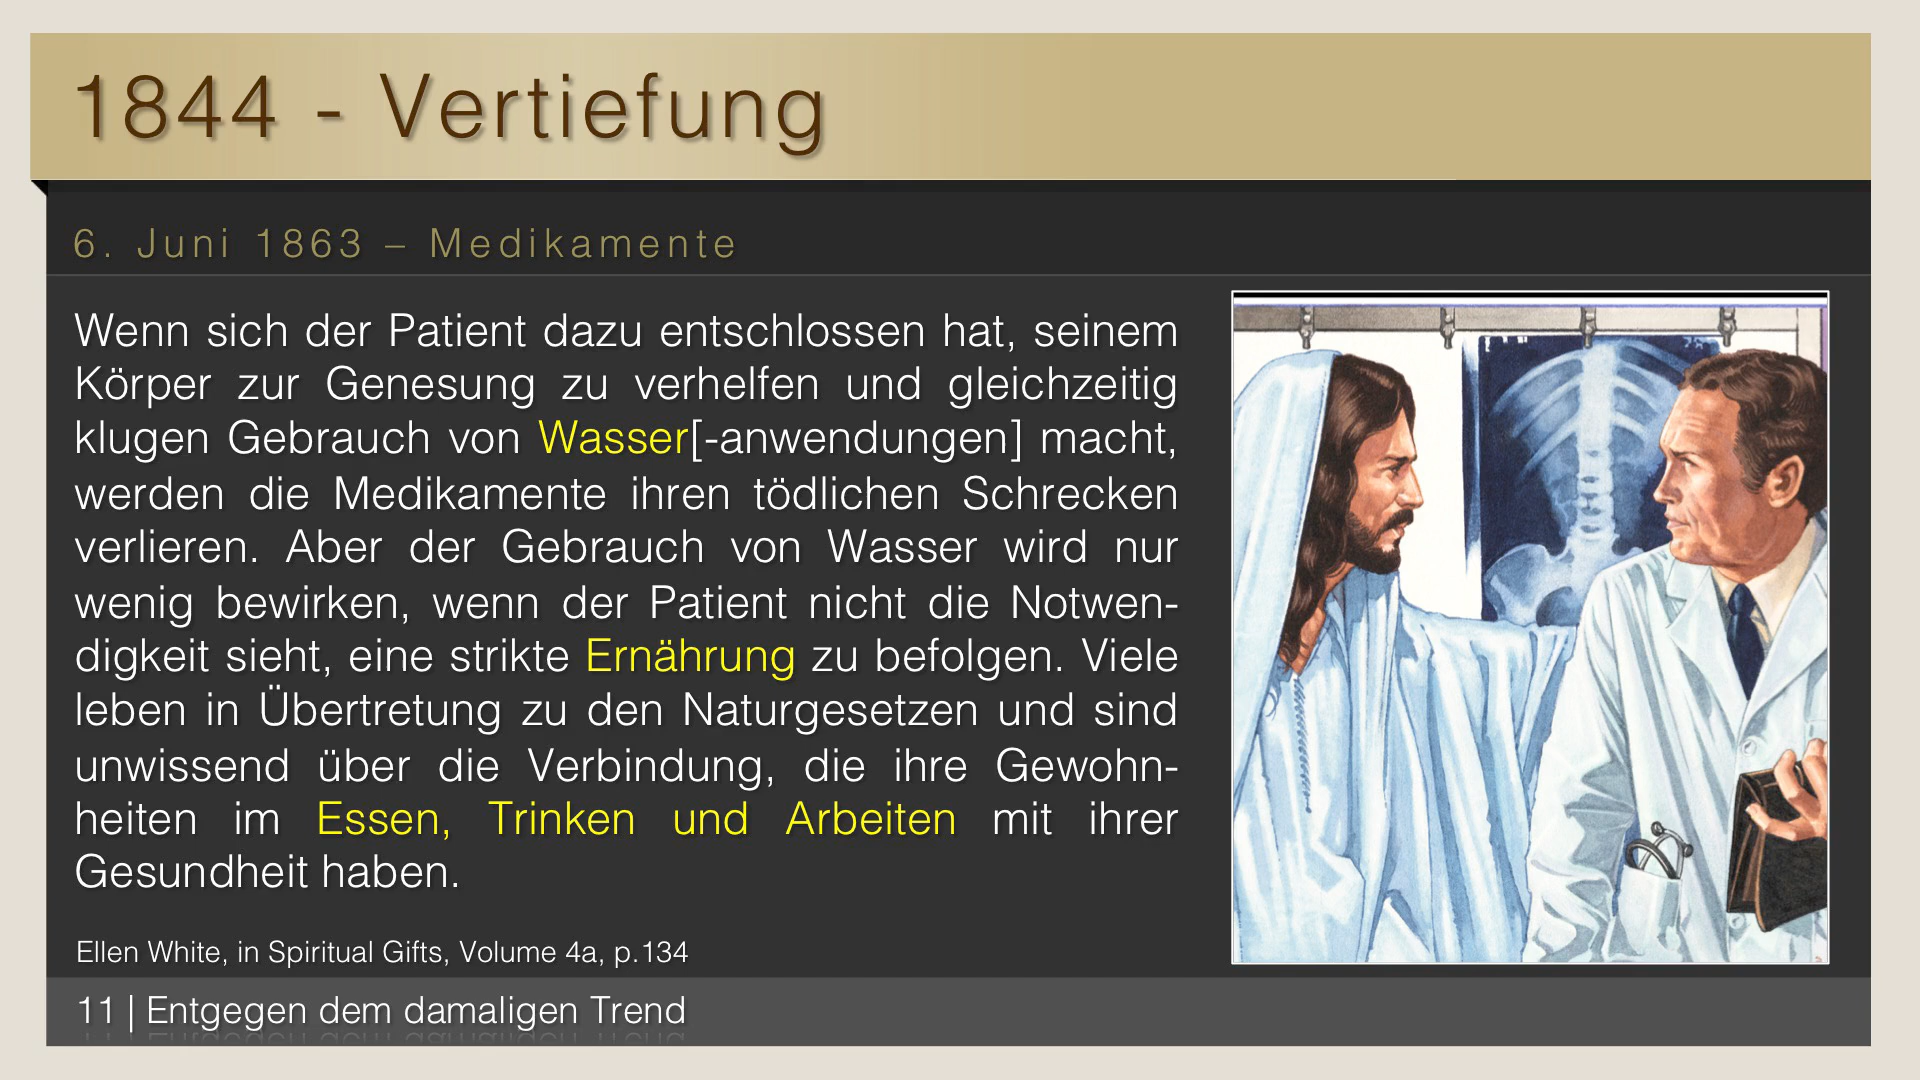 1844 - Vertiefung
6. Juni 1863 – Medikamente
Wenn sich der Patient dazu entschlossen hat, seinem
Körper zur Genesung zu verhelfen und gleichzeitig
klugen Gebrauch von Wasser[-anwendungen] macht,
werden die Medikamente ihren tödlichen Schrecken
verlieren. Aber der Gebrauch von Wasser wird nur
wenig bewirken, wenn der Patient nicht die Notwen-
digkeit sieht, eine strikte Ernährung zu befolgen. Viele
leben in Übertretung zu den Naturgesetzen und sind
unwissend über die Verbindung, die ihre Gewohn-
heiten im Essen, Trinken und Arbeiten mit ihrer
Gesundheit haben.
Ellen White, in Spiritual Gifts, Volume 4a, p.134
11 | Entgegen dem damaligen Trend